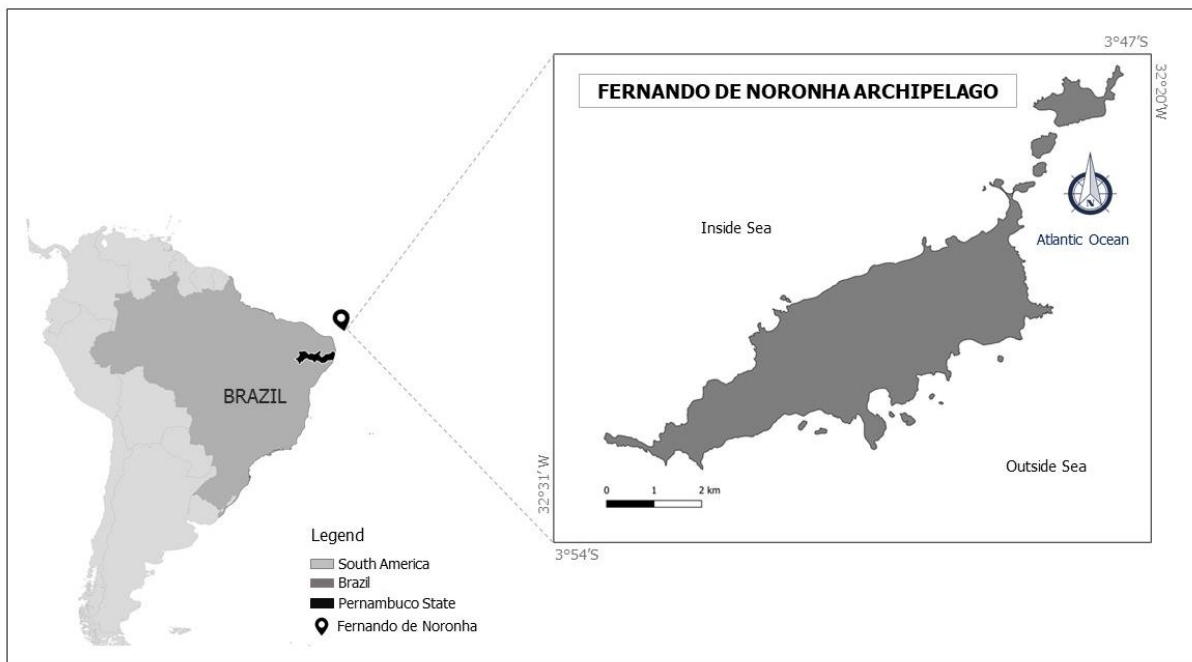 3°47'S
32°20'W
FERNANDO DE NORONHA ARCHIPELAGO
N
Inside Sea
Atlantic Ocean
BRAZIL
Outside Sea
32°31' W
0 1 2 km
3°54'S
Legend
South America
Brazil
Pernambuco State
Fernando de Noronha